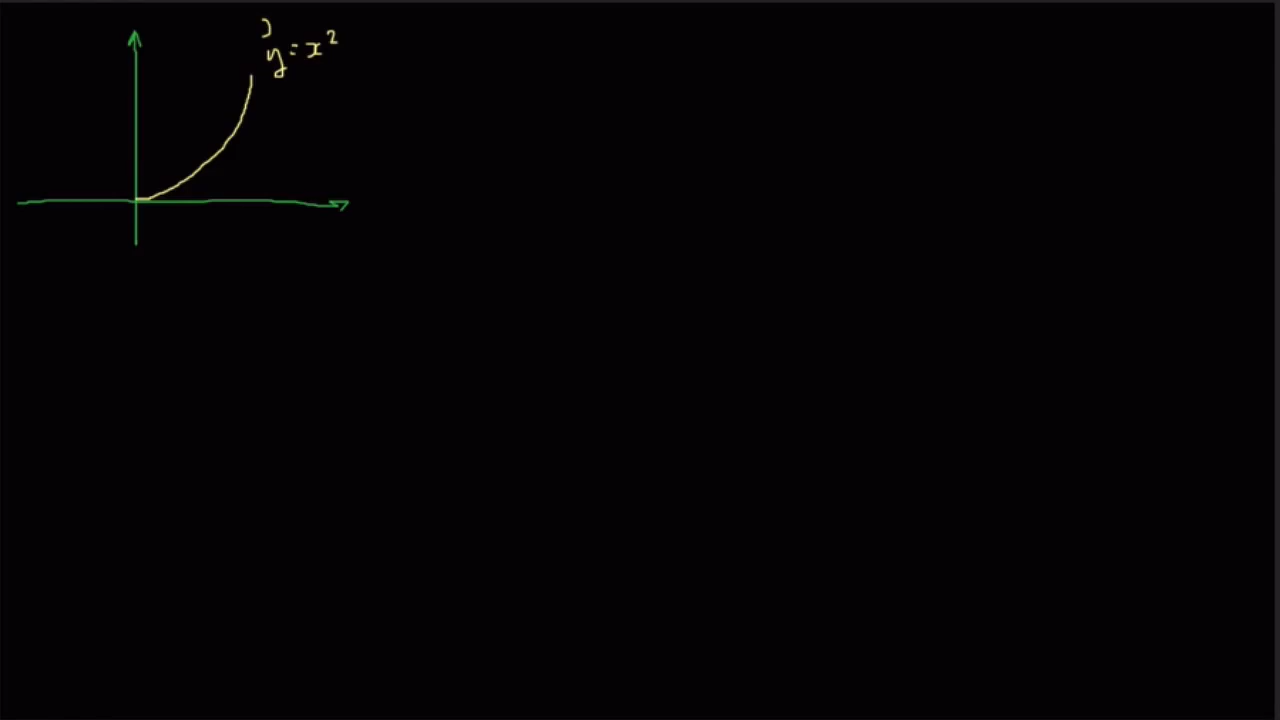 y = x²